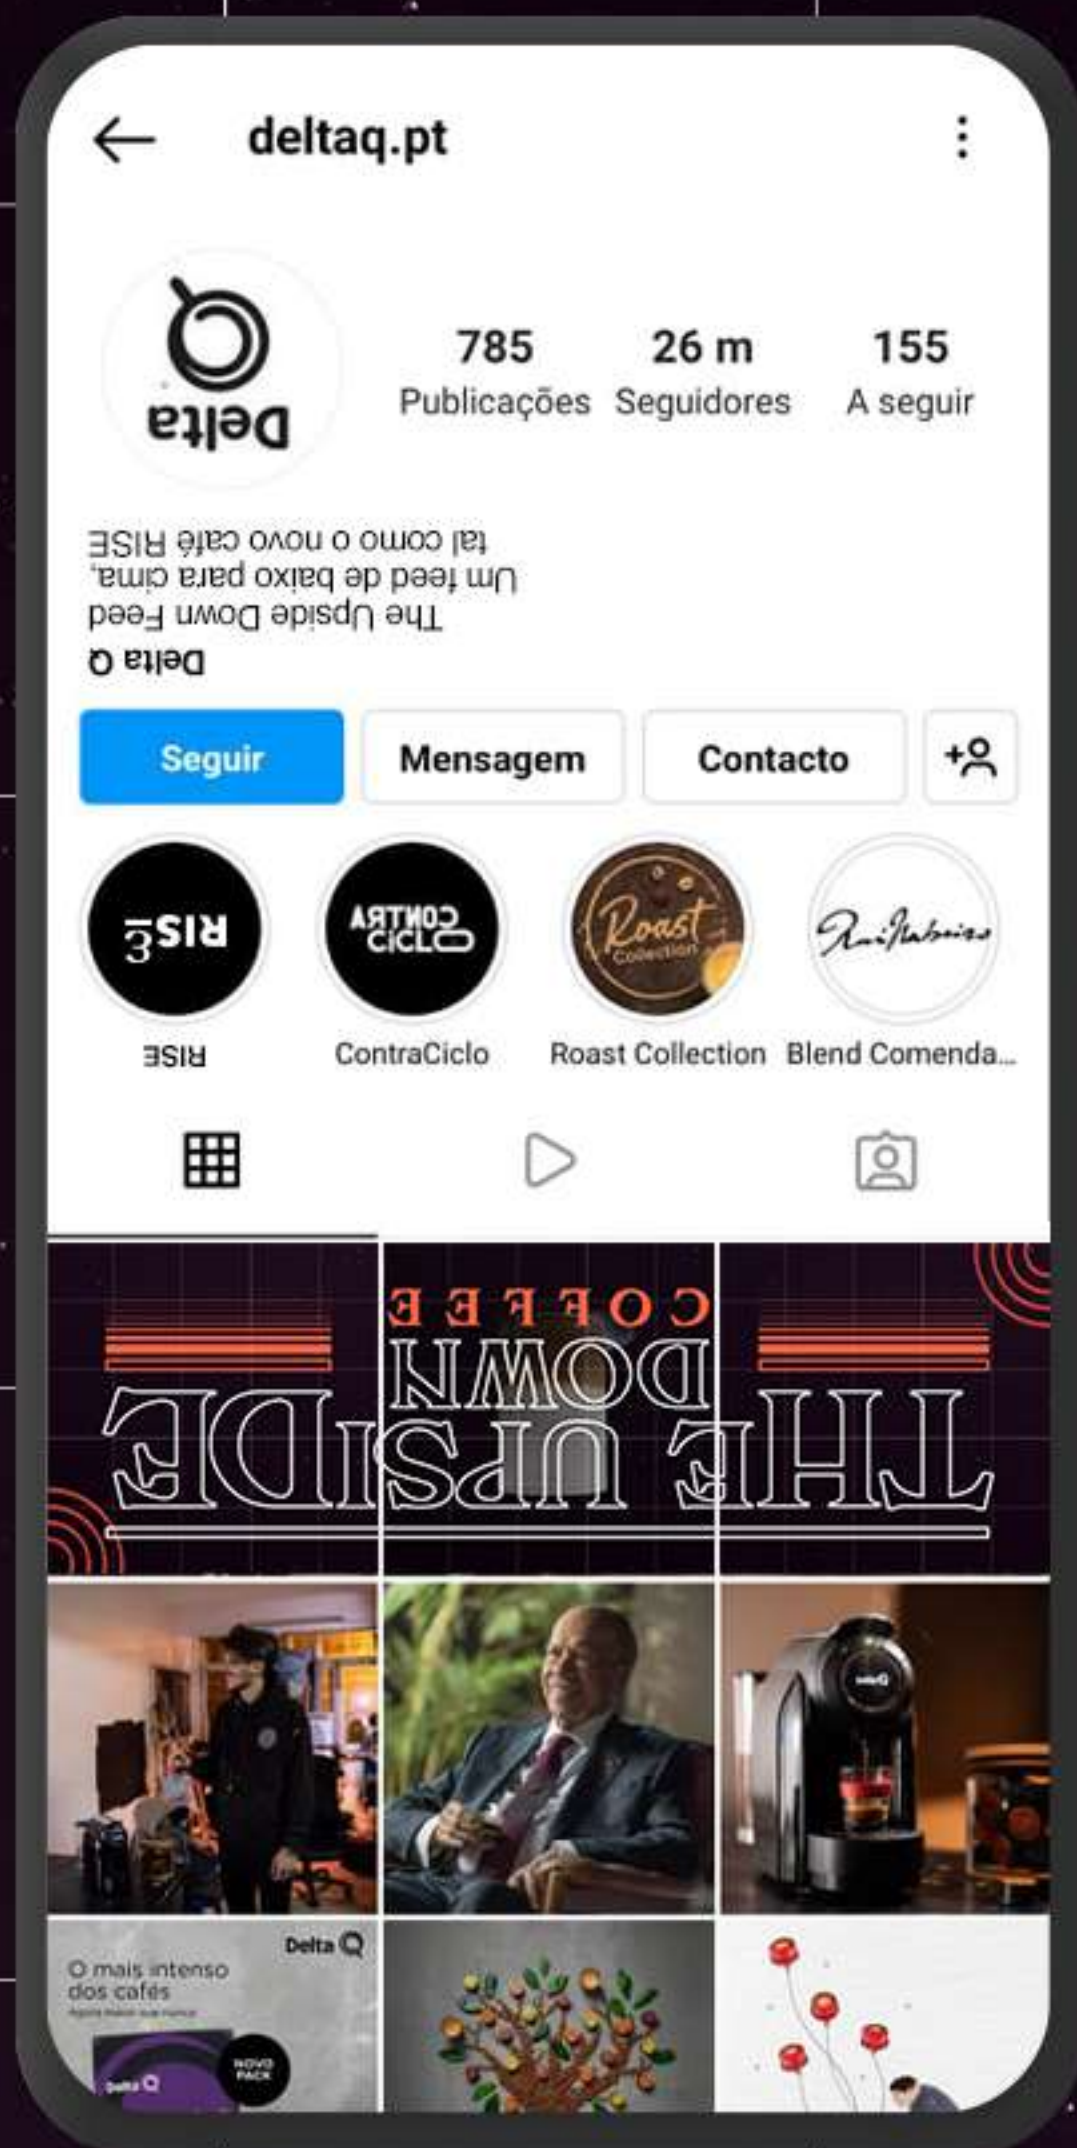 deltaq.pt
Delta
Q
785
Publicações
26 m
Seguidores
155
A seguir
Delta Q
The Upside Down Feed
Um feed de baixo para cima,
tal como o novo café RISE
Seguir
Mensagem
Contacto
RISE
CONTRA
CiCLO
Roast
Collection
RISE
ContraCiclo
Roast Collection
Blend Comenda...
THE UPSIDE
DOWN
COFFEE
Delta Q
Delta Q
O mais intenso
dos cafés
NOVO
PACK
Delta Q